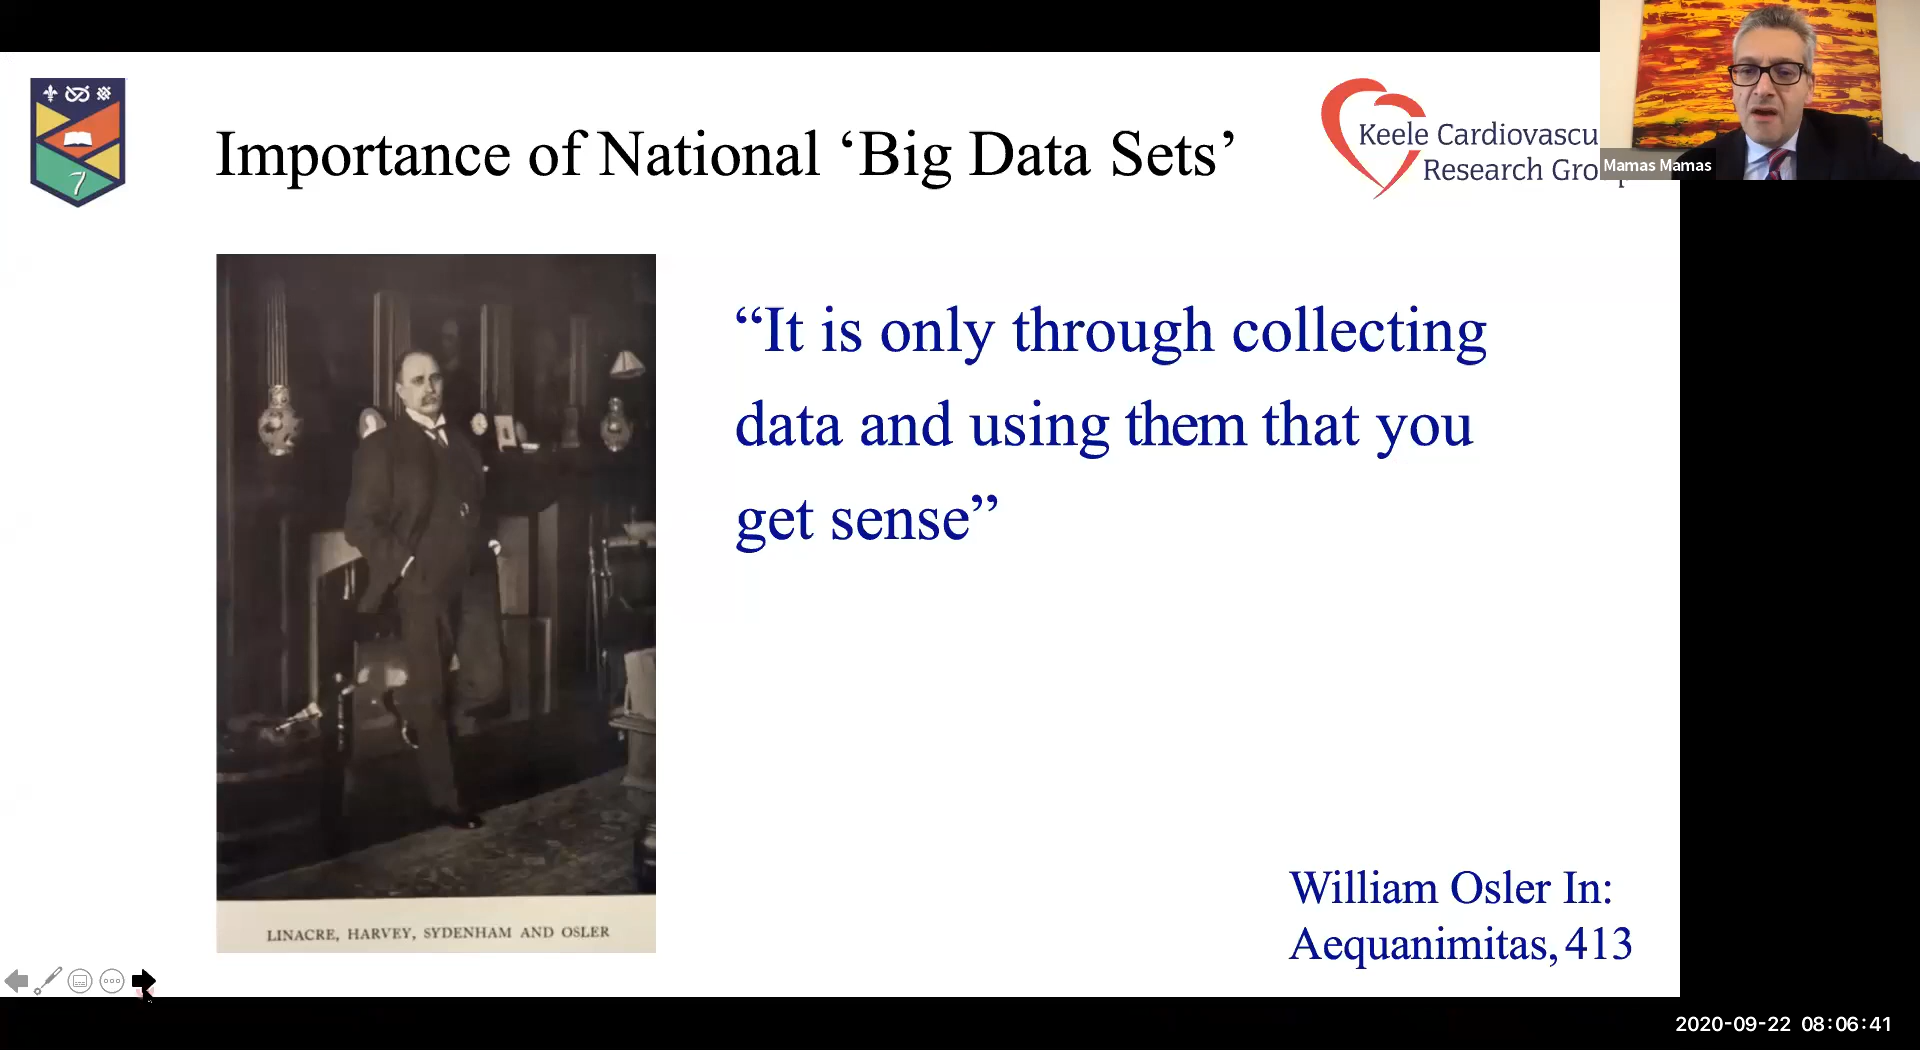 Importance of National ‘Big Data Sets’
Keele Cardiovascu
Research Gro
Mamas Mamas
“It is only through collecting
data and using them that you
get sense”
LINACRE, HARVEY, SYDENHAM AND OSLER
William Osler In:
Aequanimitas, 413
2020-09-22 08:06:41